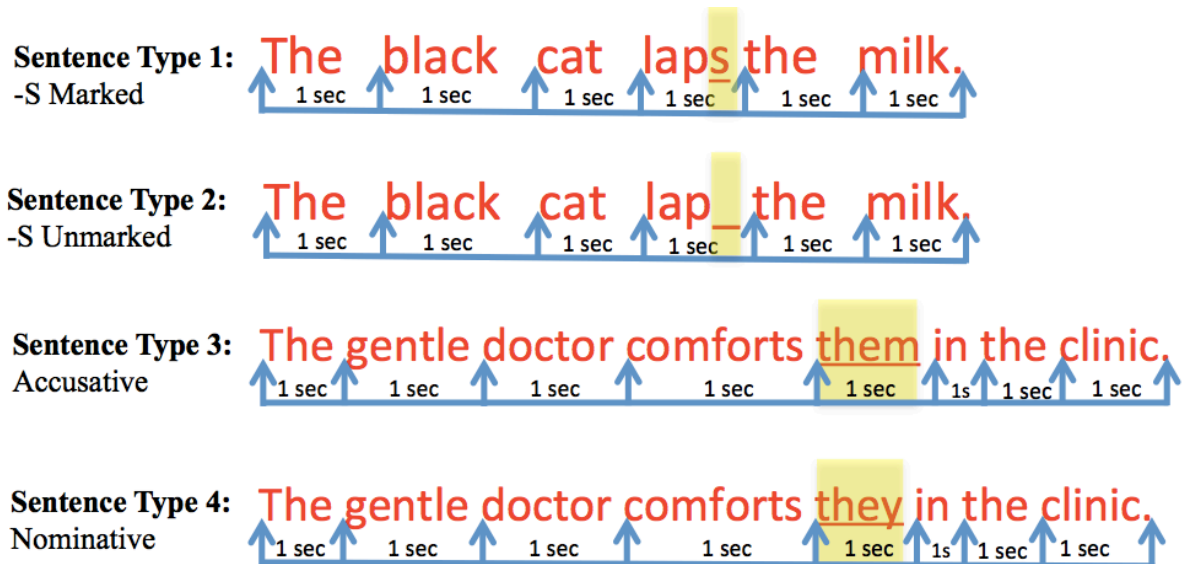 Sentence Type 1: The black cat laps the milk.
-S Marked 1 sec 1 sec 1 sec 1 sec 1 sec 1 sec
Sentence Type 2: The black cat lap_ the milk.
-S Unmarked 1 sec 1 sec 1 sec 1 sec 1 sec 1 sec
Sentence Type 3: The gentle doctor comforts them in the clinic.
Accusative 1 sec 1 sec 1 sec 1 sec 1 sec 1s 1 sec 1 sec
Sentence Type 4: The gentle doctor comforts they in the clinic.
Nominative 1 sec 1 sec 1 sec 1 sec 1 sec 1s 1 sec 1 sec